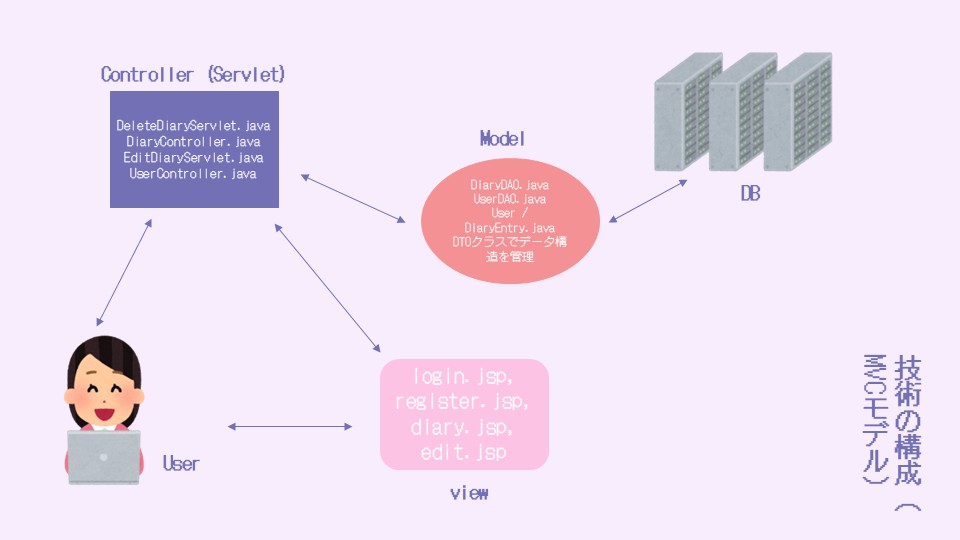 Controller (Servlet)
DeleteDiaryServlet.java
DiaryController.java
EditDiaryServlet.java
UserController.java
Model
DiaryDAO.java
UserDAO.java
User /
DiaryEntry.java
DTOクラスでデータ構
造を管理
DB
login.jsp,
register.jsp,
diary.jsp,
edit.jsp
view
User
技術の構成（
MVCモデル）